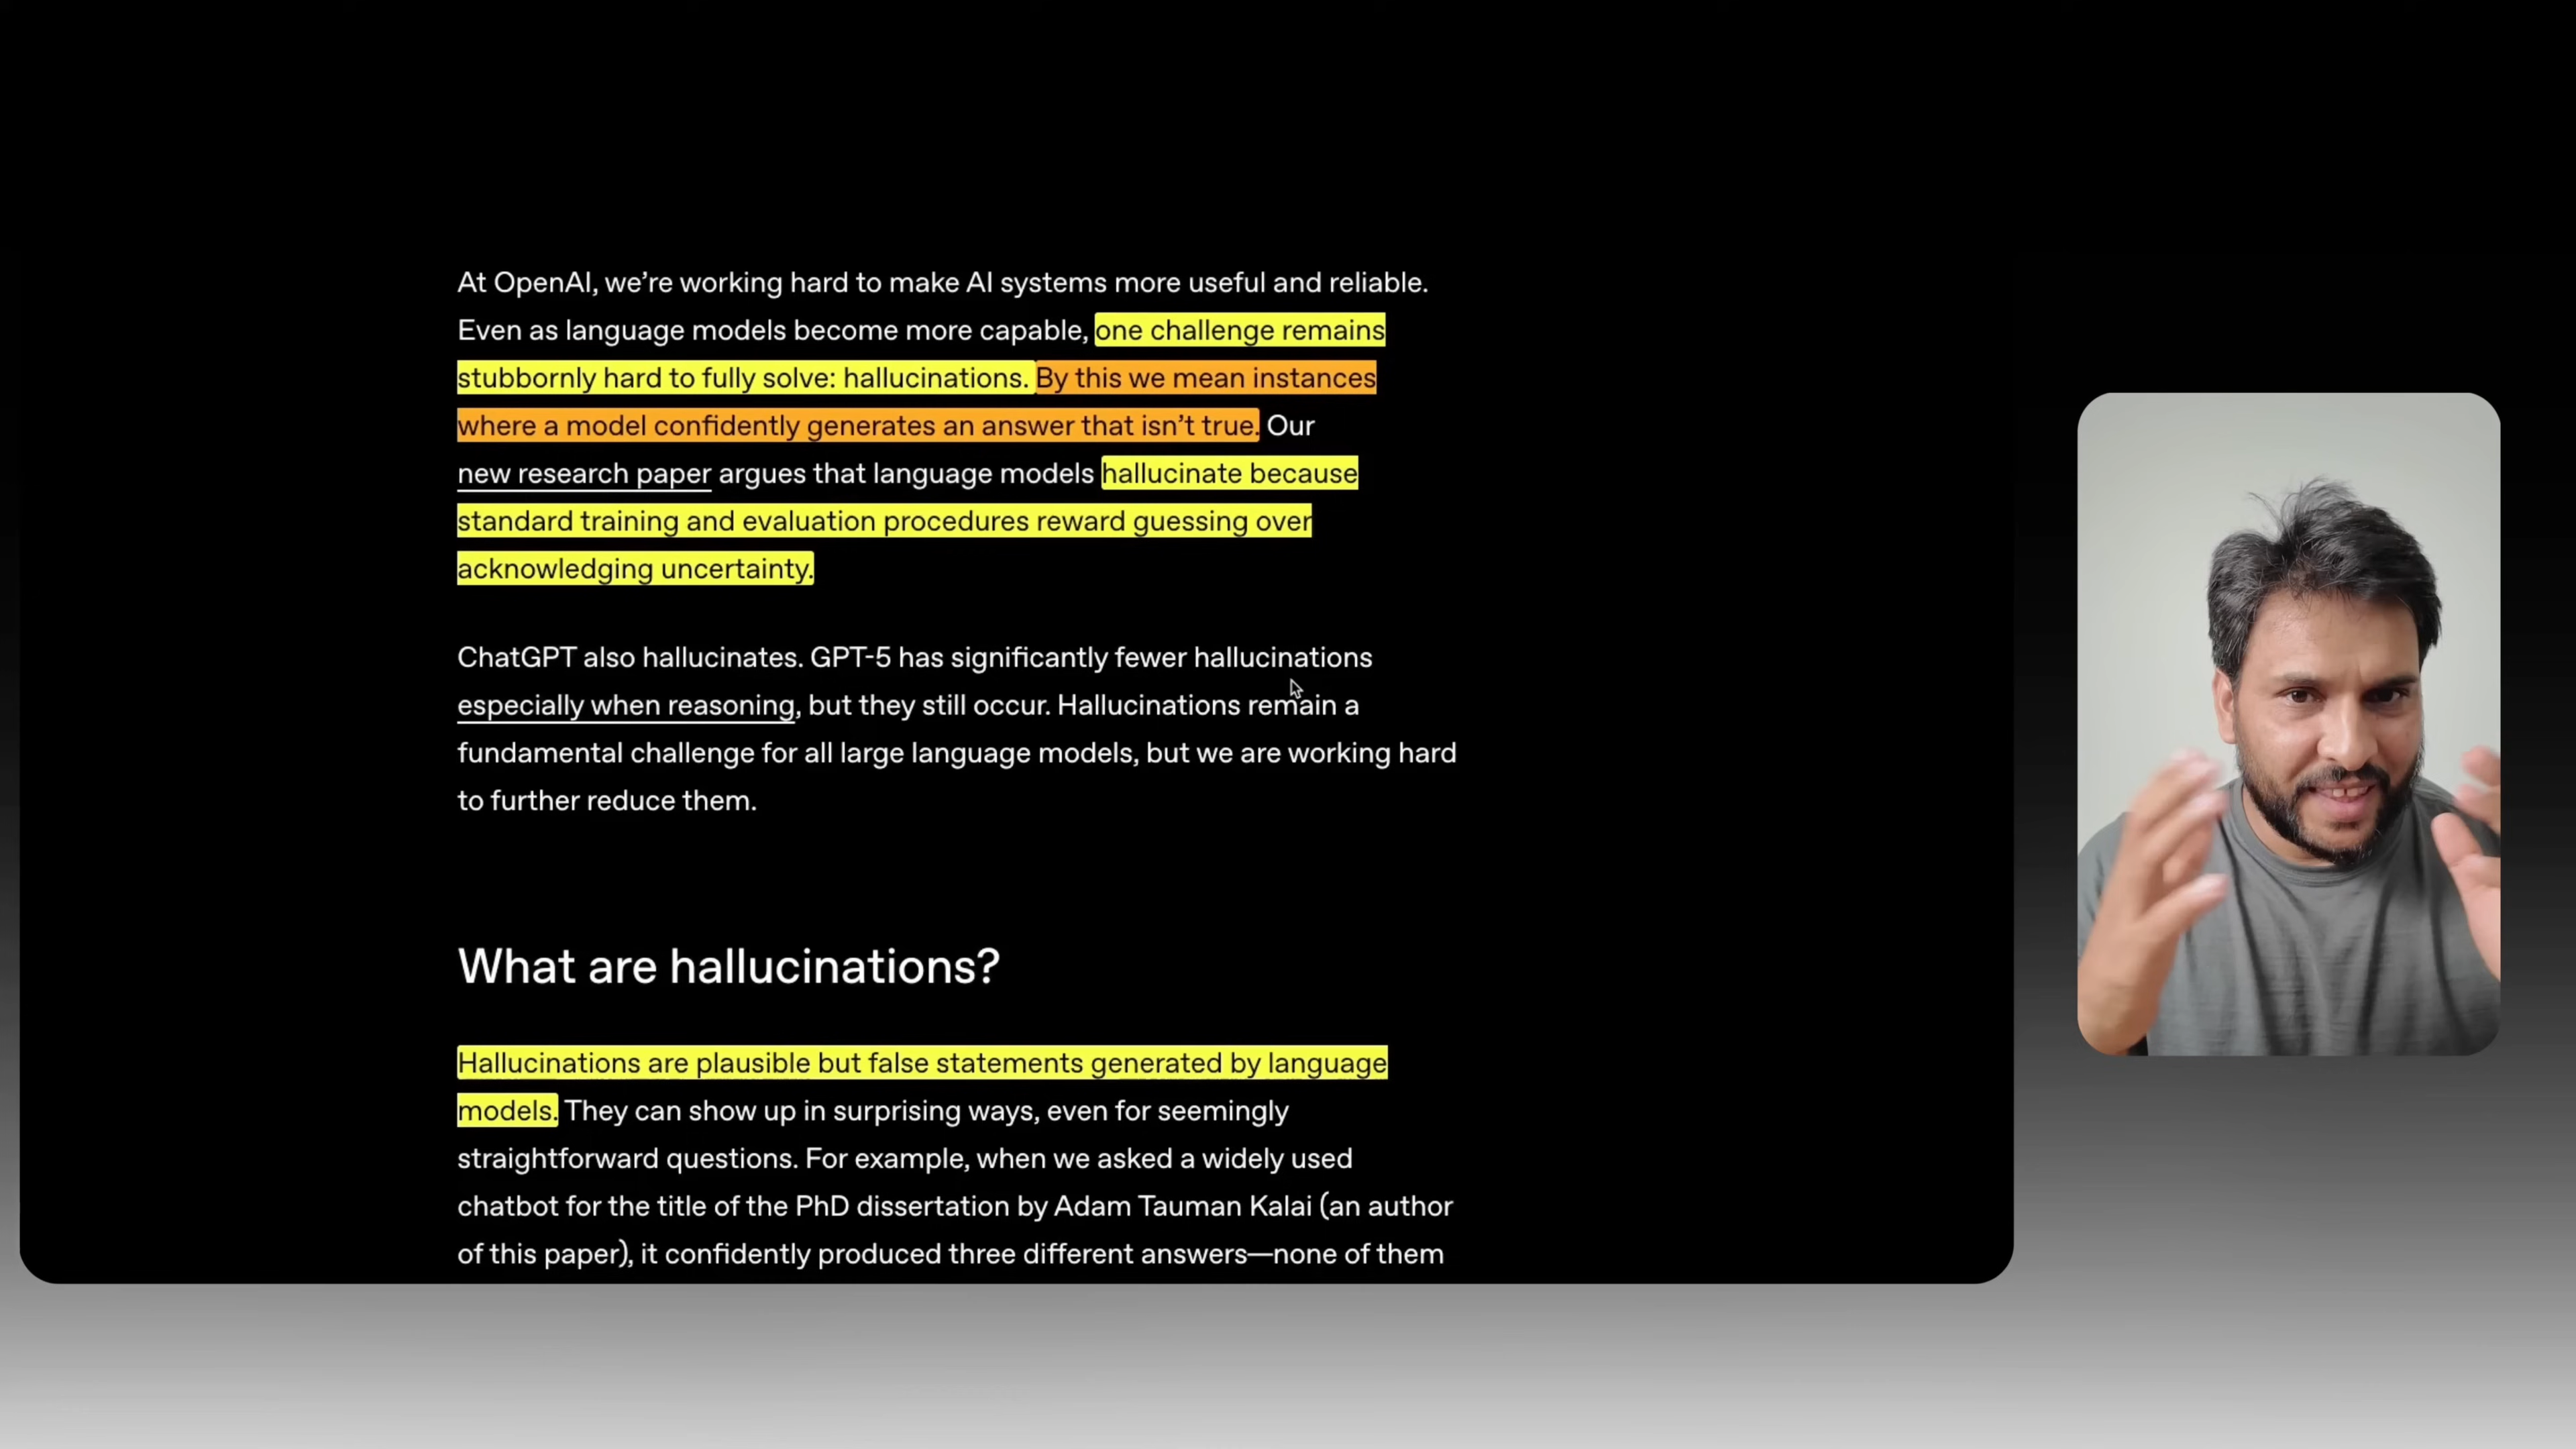 At OpenAI, we’re working hard to make AI systems more useful and reliable.
Even as language models become more capable, one challenge remains
stubbornly hard to fully solve: hallucinations. By this we mean instances
where a model confidently generates an answer that isn’t true. Our
new research paper argues that language models hallucinate because
standard training and evaluation procedures reward guessing over
acknowledging uncertainty.
ChatGPT also hallucinates. GPT-5 has significantly fewer hallucinations
especially when reasoning, but they still occur. Hallucinations remain a
fundamental challenge for all large language models, but we are working hard
to further reduce them.
What are hallucinations?
Hallucinations are plausible but false statements generated by language
models. They can show up in surprising ways, even for seemingly
straightforward questions. For example, when we asked a widely used
chatbot for the title of the PhD dissertation by Adam Tauman Kalai (an author
of this paper), it confidently produced three different answers—none of them